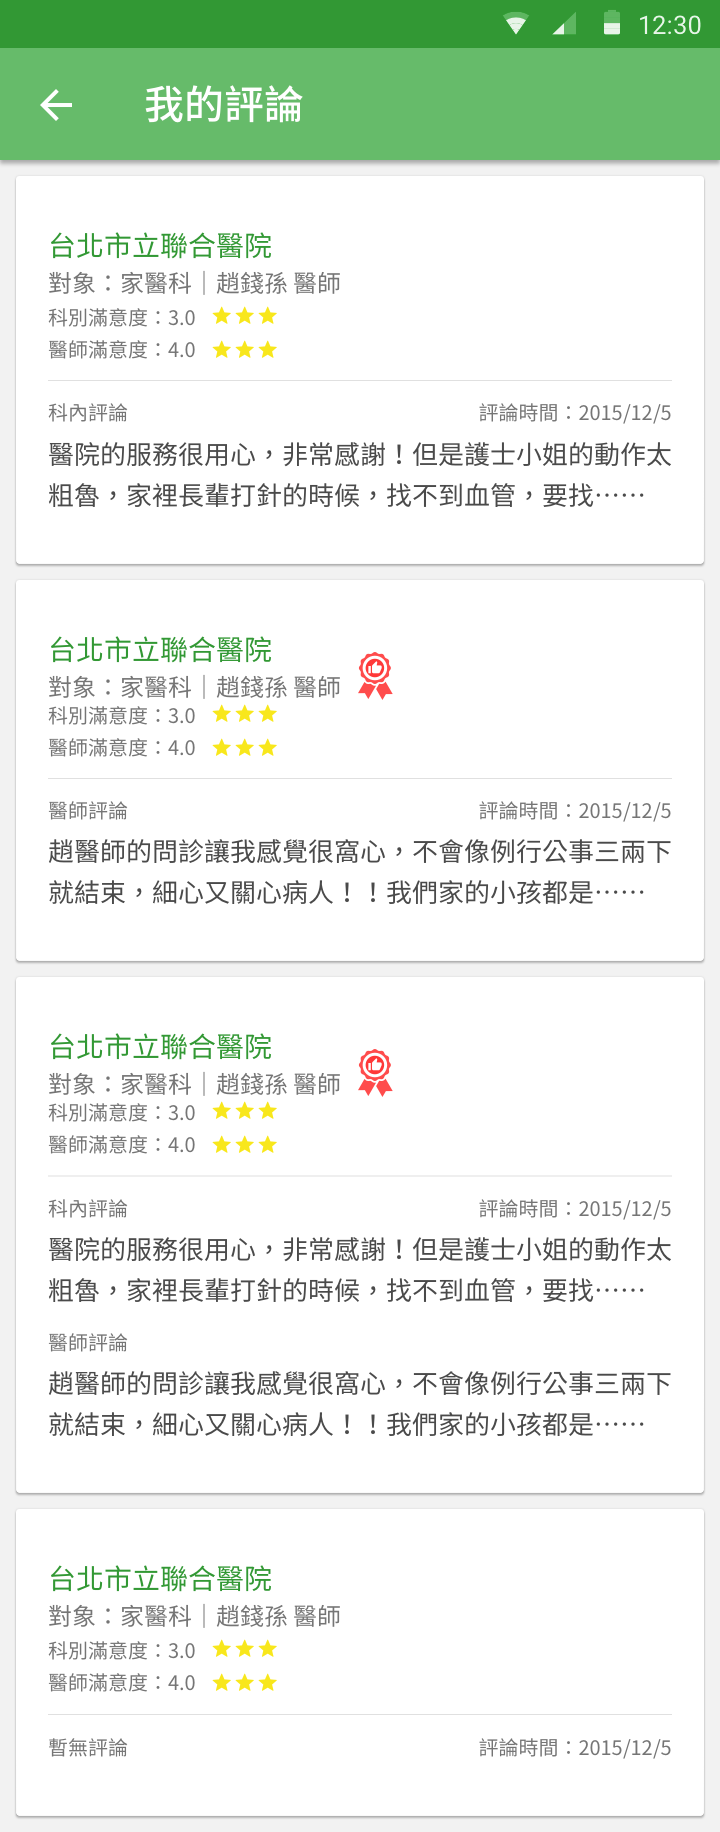 12:30
我的評論
台北市立聯合醫院
對象：家醫科｜趙錢孫 醫師
科別滿意度：3.0
醫師滿意度：4.0
科內評論 評論時間：2015/12/5
醫院的服務很用心，非常感謝！但是護士小姐的動作太
粗魯，家裡長輩打針的時候，找不到血管，要找⋯⋯
台北市立聯合醫院
對象：家醫科｜趙錢孫 醫師
科別滿意度：3.0
醫師滿意度：4.0
醫師評論 評論時間：2015/12/5
趙醫師的問診讓我感覺很窩心，不會像例行公事三兩下
就結束，細心又關心病人！！我們家的小孩都是⋯⋯
台北市立聯合醫院
對象：家醫科｜趙錢孫 醫師
科別滿意度：3.0
醫師滿意度：4.0
科內評論 評論時間：2015/12/5
醫院的服務很用心，非常感謝！但是護士小姐的動作太
粗魯，家裡長輩打針的時候，找不到血管，要找⋯⋯
醫師評論
趙醫師的問診讓我感覺很窩心，不會像例行公事三兩下
就結束，細心又關心病人！！我們家的小孩都是⋯⋯
台北市立聯合醫院
對象：家醫科｜趙錢孫 醫師
科別滿意度：3.0
醫師滿意度：4.0
暫無評論 評論時間：2015/12/5